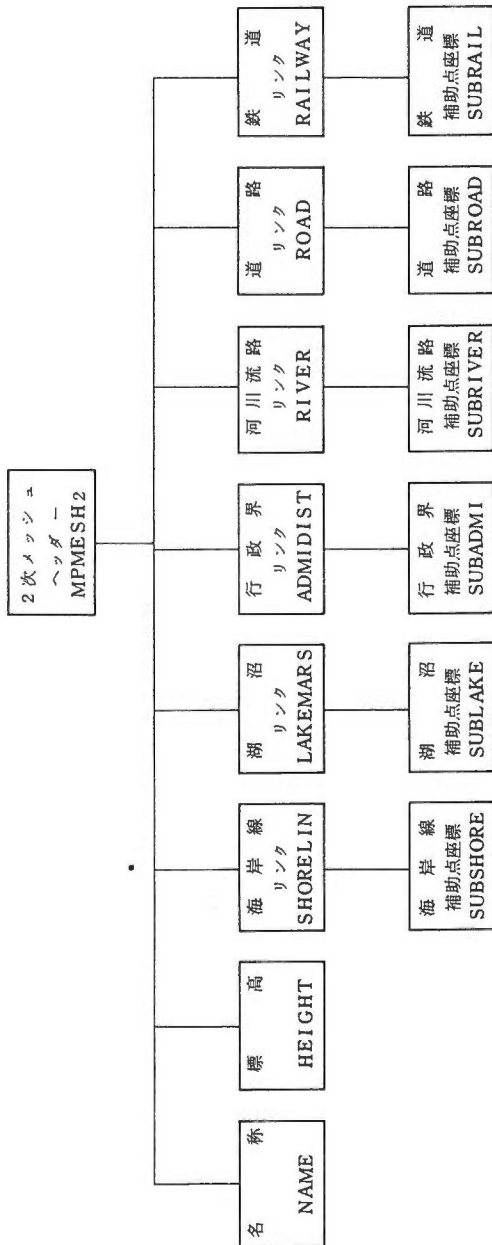 2次メッシュ
ヘッダー
MPMESH2
名称
NAME
標高
HEIGHT
海岸線
リンク
SHORELIN
湖沼
リンク
LAKEMARS
行政界
リンク
ADMIDIST
河川流路
リンク
RIVER
道路
リンク
ROAD
鉄道
リンク
RAILWAY
海岸線
補助点座標
SUBSHORE
湖沼
補助点座標
SUBLAKE
行政界
補助点座標
SUBADMI
河川流路
補助点座標
SUBRIVER
道路
補助点座標
SUBROAD
鉄道
補助点座標
SUBRAIL